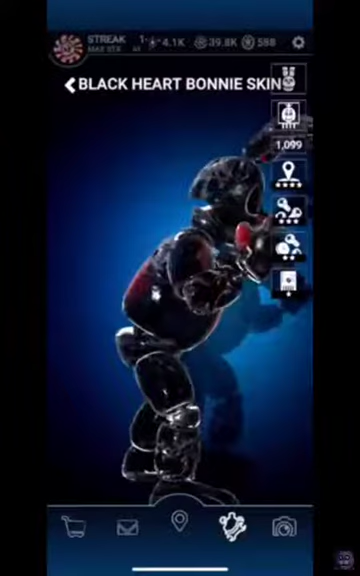 STREAK
4.1K
39.8K
588
BLACK HEART BONNIE SKIN
1,099